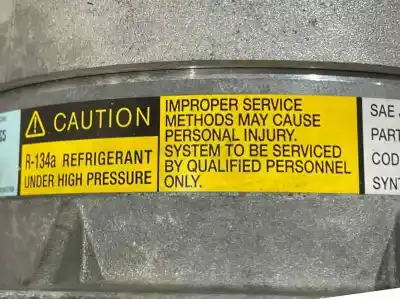 CAUTION
R-134a REFRIGERANT
UNDER HIGH PRESSURE
IMPROPER SERVICE
METHODS MAY CAUSE
PERSONAL INJURY.
SYSTEM TO BE SERVICED
BY QUALIFIED PERSONNEL
ONLY.
SAE
PART
COD
SYNT